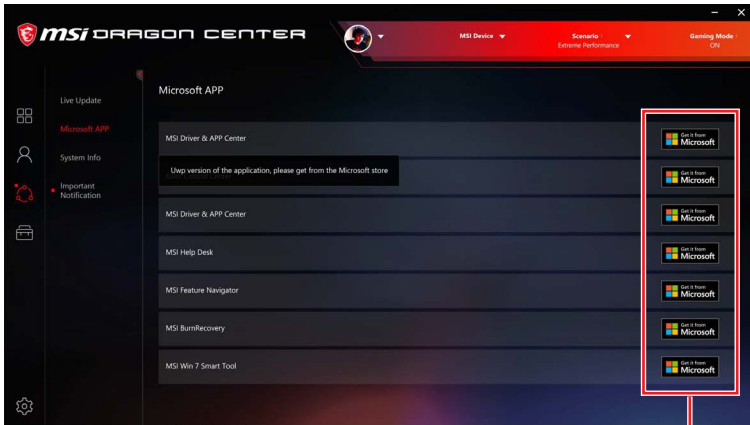 msi DRAGON CENTER
MSI Device
Scenario
Extreme Performance
Gaming Mode
ON
Live Update
Microsoft APP
System Info
Important
Notification
Microsoft APP
MSI Driver & APP Center
Get it from
Microsoft
Uwp version of the application, please get from the Microsoft store
Get it from
Microsoft
MSI Driver & APP Center
Get it from
Microsoft
MSI Help Desk
Get it from
Microsoft
MSI Feature Navigator
Get it from
Microsoft
MSI BurnRecovery
Get it from
Microsoft
MSI Win 7 Smart Tool
Get it from
Microsoft